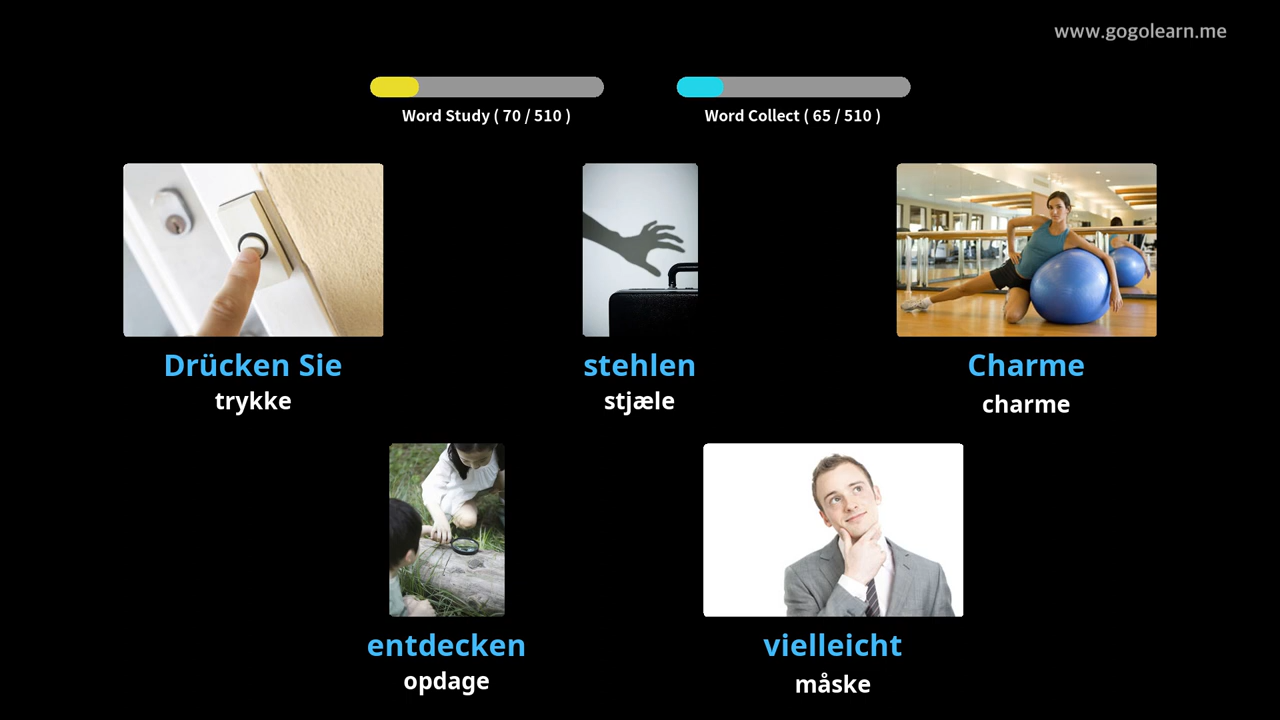 www.gogolearn.me
Word Study ( 70 / 510 )
Word Collect ( 65 / 510 )
Drücken Sie
trykke
stehlen
stjæle
Charme
charme
entdecken
opdage
vielleicht
måske